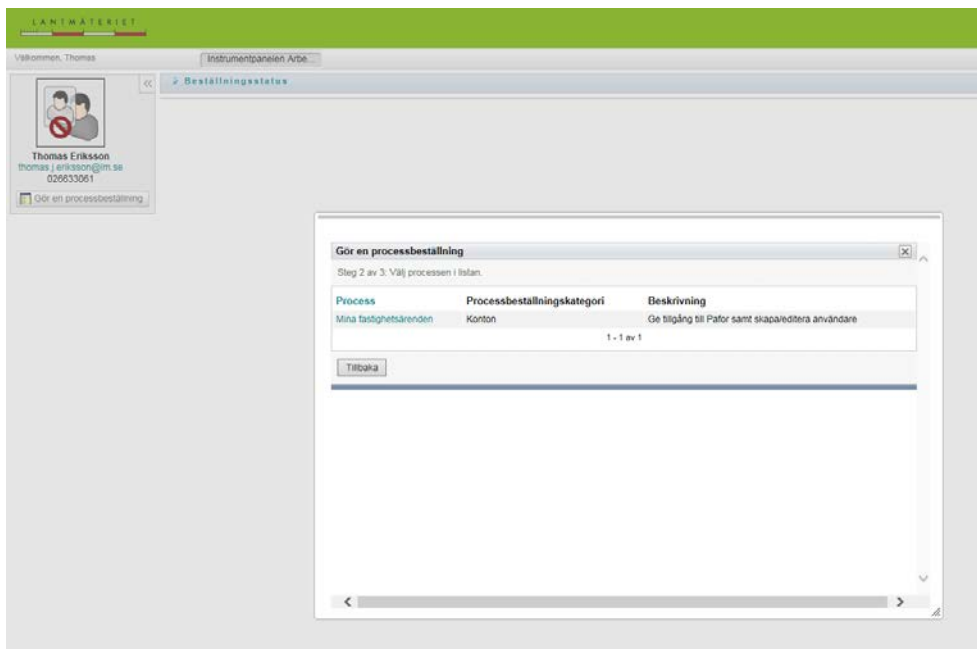 LANTMÄTERIET
Välkommen, Thomas
Instrumentpanelen Arbe...
Beställningsstatus
Thomas Eriksson
thomas.j.eriksson@lm.se
026633061
Gör en processbeställning
Gör en processbeställning
Steg 2 av 3: Välj processen i listan.
Process Processbeställningskategori Beskrivning
Mina fastighetsärenden Konton Ge tillgång till Pafor samt skapa/editera användare
1 - 1 av 1
Tillbaka